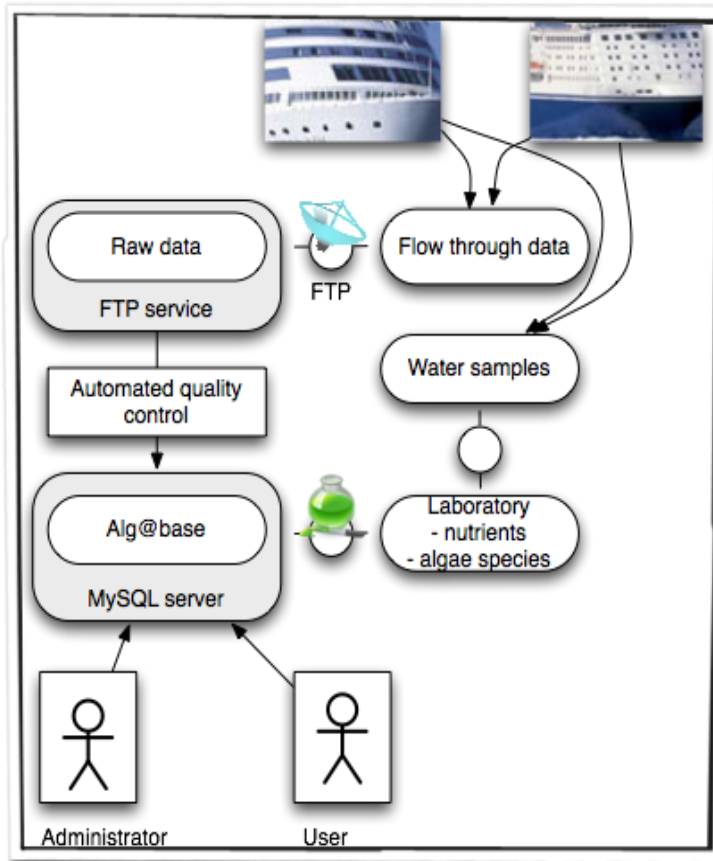 Raw data
FTP service
FTP
Flow through data
Automated quality
control
Water samples
Alg@base
MySQL server
Laboratory
- nutrients
- algae species
Administrator
User